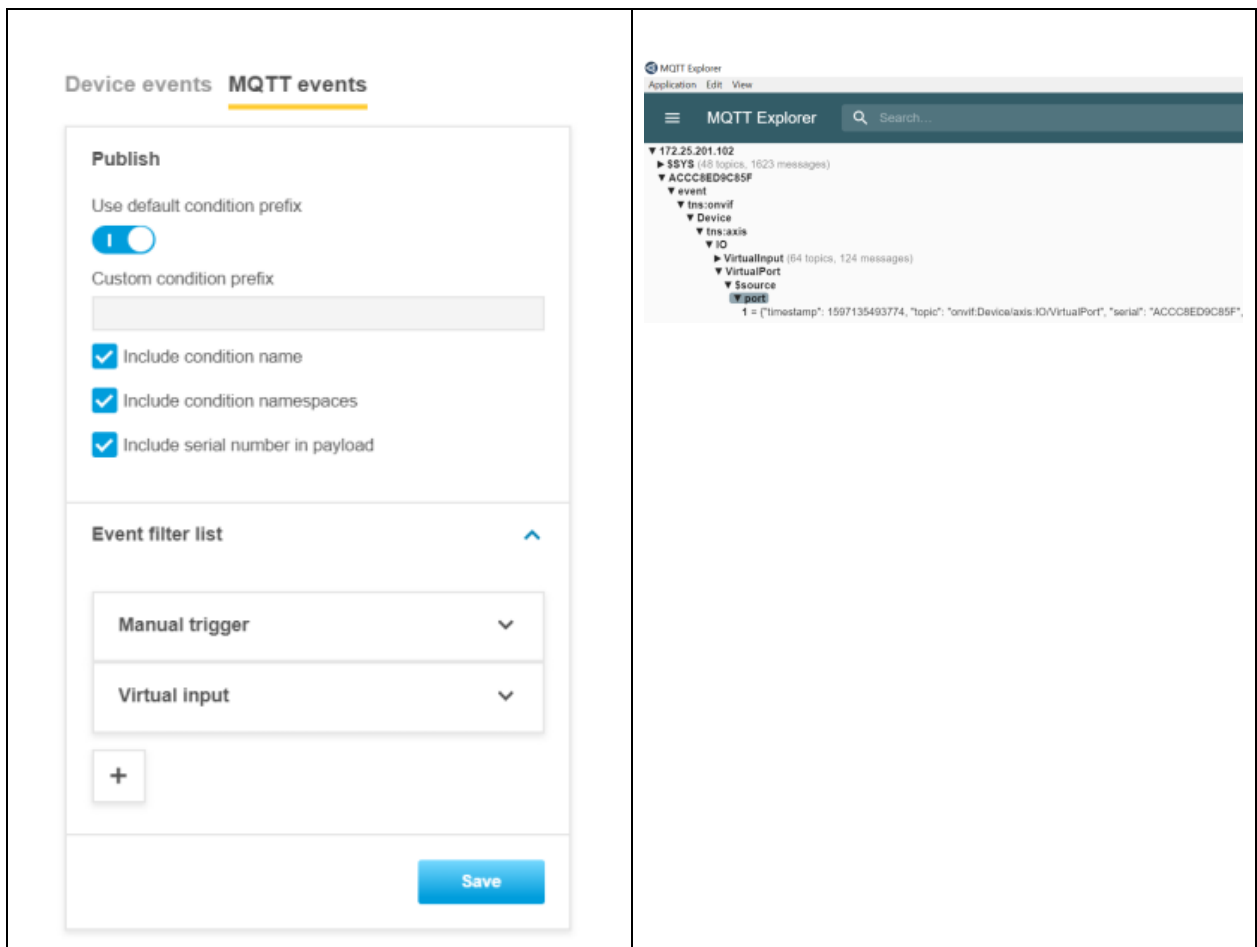 Device events MQTT events
Publish
Use default condition prefix
Custom condition prefix
Include condition name
Include condition namespaces
Include serial number in payload
Event filter list
Manual trigger
Virtual input
+
Save
MQTT Explorer
Application Edit View
MQTT Explorer Search...
▼ 172.25.201.102
▶ $SYS (48 topics, 1623 messages)
▼ ACCC8ED9C85F
▼ event
▼ tns:onvif
▼ Device
▼ tns:axis
▼ IO
▶ VirtualInput (64 topics, 124 messages)
▼ VirtualPort
▼ $source
▼ port
1 = {"timestamp": 1597135493774, "topic": "onvif:Device/axis:IO/VirtualPort", "serial": "ACCC8ED9C85F",